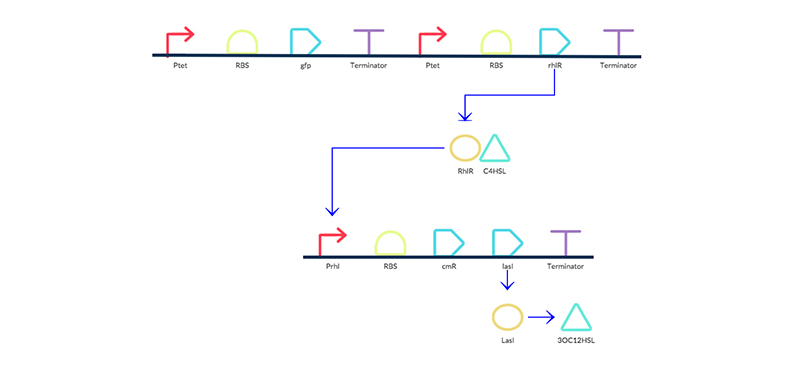 Ptet RBS gfp Terminator Ptet RBS rhlR Terminator
RhlR C4HSL
Prhl RBS cmR lasI Terminator
LasI 3OC12HSL